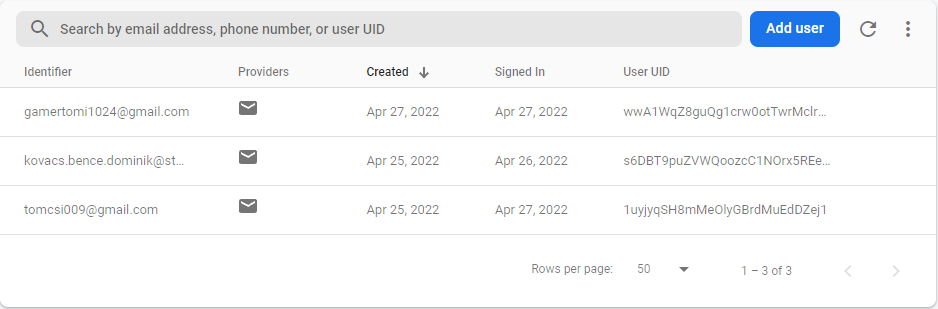 Search by email address, phone number, or user UID
Add user
Identifier Providers Created Signed In User UID
gamertomi1024@gmail.com Apr 27, 2022 Apr 27, 2022 wwA1WqZ8guQg1crw0otTwrMclr...
kovacs.bence.dominik@st... Apr 25, 2022 Apr 26, 2022 s6DBT9puZVWQoozcC1NOrx5REe...
tomcsi009@gmail.com Apr 25, 2022 Apr 27, 2022 1uyjyqSH8mMeOlyGBrdMuEdDZej1
Rows per page: 50 1 – 3 of 3